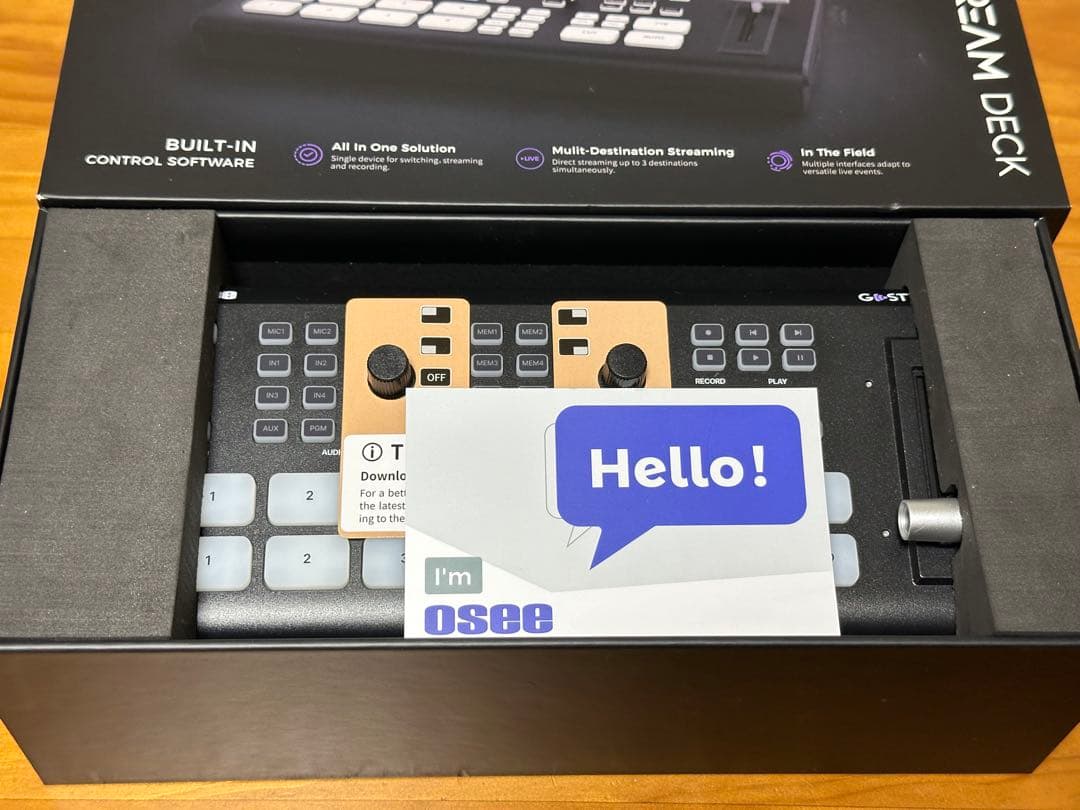 REAM DECK
BUILT-IN
CONTROL SOFTWARE
All In One Solution
Single device for switching, streaming
and recording.
LIVE
Mulit-Destination Streaming
Direct streaming up to 3 destinations
simultaneously.
In The Field
Multiple interfaces adapt to
versatile live events.
MIC1 MIC2
IN1 IN2
IN3 IN4
AUX PGM
AUDI
OFF
MEM1 MEM2
MEM3 MEM4
RECORD PLAY
1 2
1 2 3
T
Downlo
For a bett
the latest
ing to the
Hello!
I'm
osee